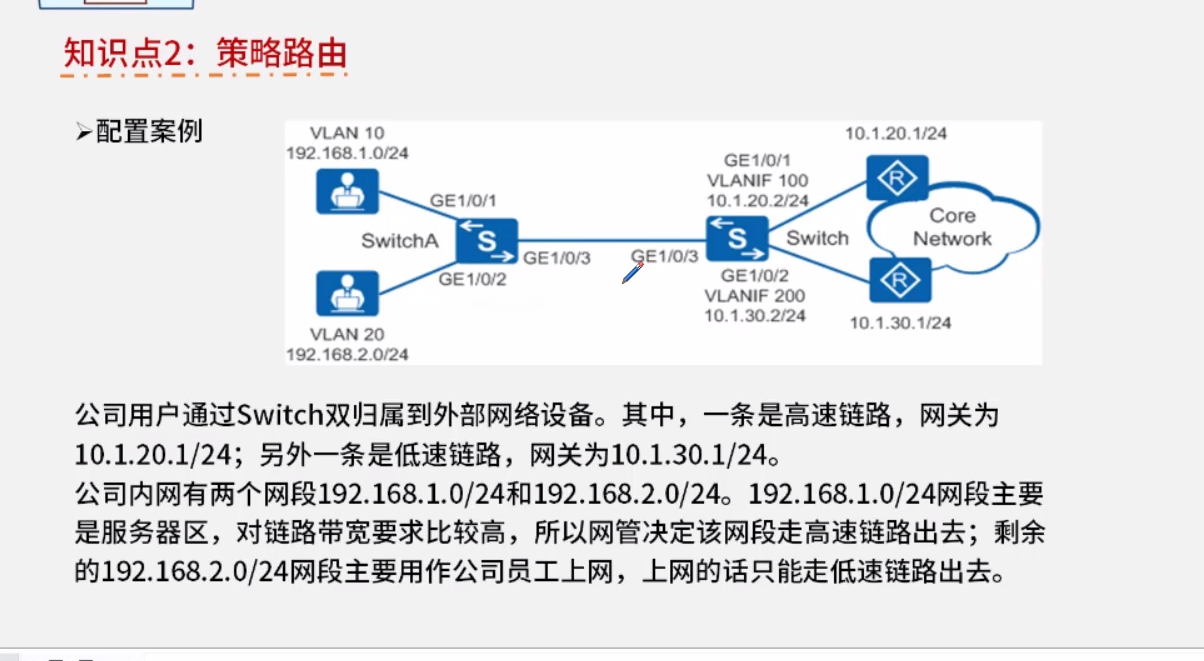 知识点2：策略路由
➢配置案例
VLAN 10
192.168.1.0/24
10.1.20.1/24
GE1/0/1
VLANIF 100
10.1.20.2/24
R
GE1/0/1
Core
Network
SwitchA
S
S
Switch
GE1/0/3
GE1/0/3
GE1/0/2
GE1/0/2
VLANIF 200
10.1.30.2/24
R
10.1.30.1/24
VLAN 20
192.168.2.0/24
公司用户通过Switch双归属到外部网络设备。其中，一条是高速链路，网关为
10.1.20.1/24；另外一条是低速链路，网关为10.1.30.1/24。
公司内网有两个网段192.168.1.0/24和192.168.2.0/24。192.168.1.0/24网段主要
是服务器区，对链路带宽要求比较高，所以网管决定该网段走高速链路出去；剩余
的192.168.2.0/24网段主要用作公司员工上网，上网的话只能走低速链路出去。